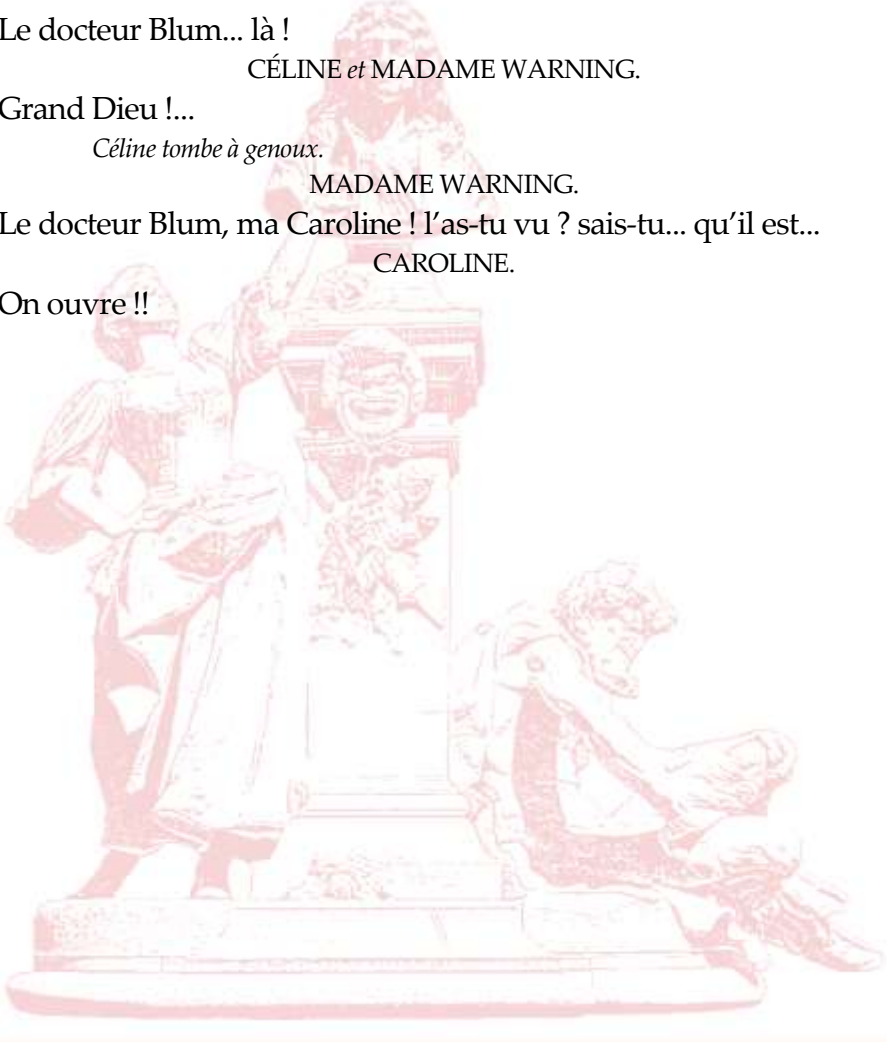 Le docteur Blum... là !
CÉLINE et MADAME WARNING.
Grand Dieu !...
Céline tombe à genoux.
MADAME WARNING.
Le docteur Blum, ma Caroline ! l’as-tu vu ? sais-tu... qu’il est...
CAROLINE.
On ouvre !!